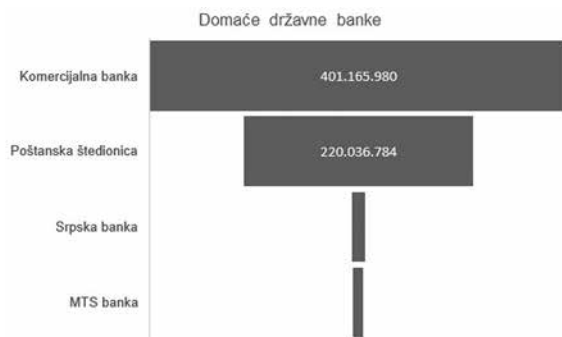 Domaće državne banke
Komercijalna banka
401.165.980
Poštanska štedionica
220.036.784
Srpska banka
MTS banka